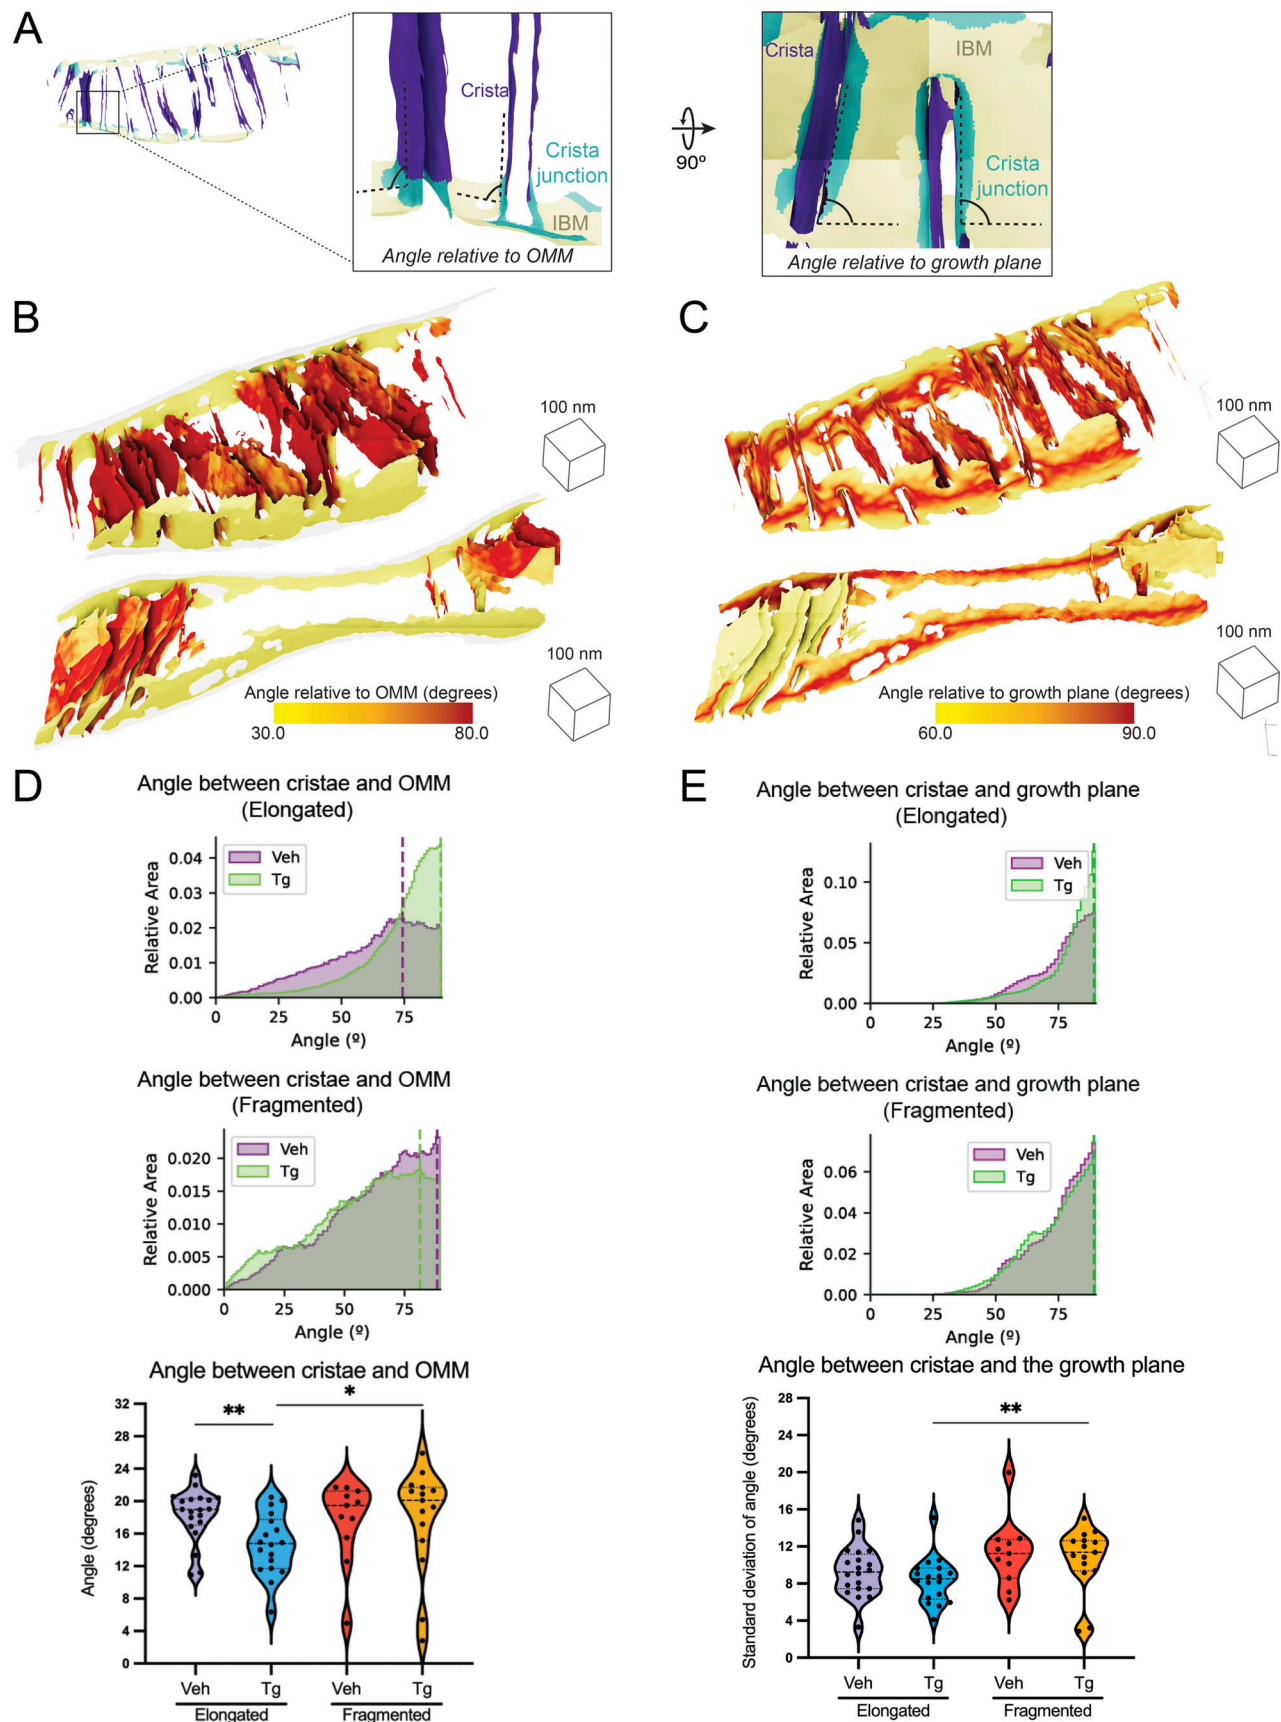 A
Crista
Crista
junction
IBM
Angle relative to OMM
90º
Crista
IBM
Crista
junction
Angle relative to growth plane
B
100 nm
100 nm
Angle relative to OMM (degrees)
30.0 80.0
C
100 nm
100 nm
Angle relative to growth plane (degrees)
60.0 90.0
D
Angle between cristae and OMM
(Elongated)
Relative Area
0.04
0.03
0.02
0.01
0.00
Veh
Tg
0 25 50 75
Angle (º)
Angle between cristae and OMM
(Fragmented)
Relative Area
0.020
0.015
0.010
0.005
0.000
Veh
Tg
0 25 50 75
Angle (º)
Angle between cristae and OMM
Angle (degrees)
32
28
24
20
16
12
8
4
0
**
*
Veh Tg Veh Tg
Elongated Fragmented
E
Angle between cristae and growth plane
(Elongated)
Relative Area
0.10
0.05
0.00
Veh
Tg
0 25 50 75
Angle (º)
Angle between cristae and growth plane
(Fragmented)
Relative Area
0.06
0.04
0.02
0.00
Veh
Tg
0 25 50 75
Angle (º)
Angle between cristae and the growth plane
Standard deviation of angle (degrees)
28
24
20
16
12
8
4
0
**
Veh Tg Veh Tg
Elongated Fragmented